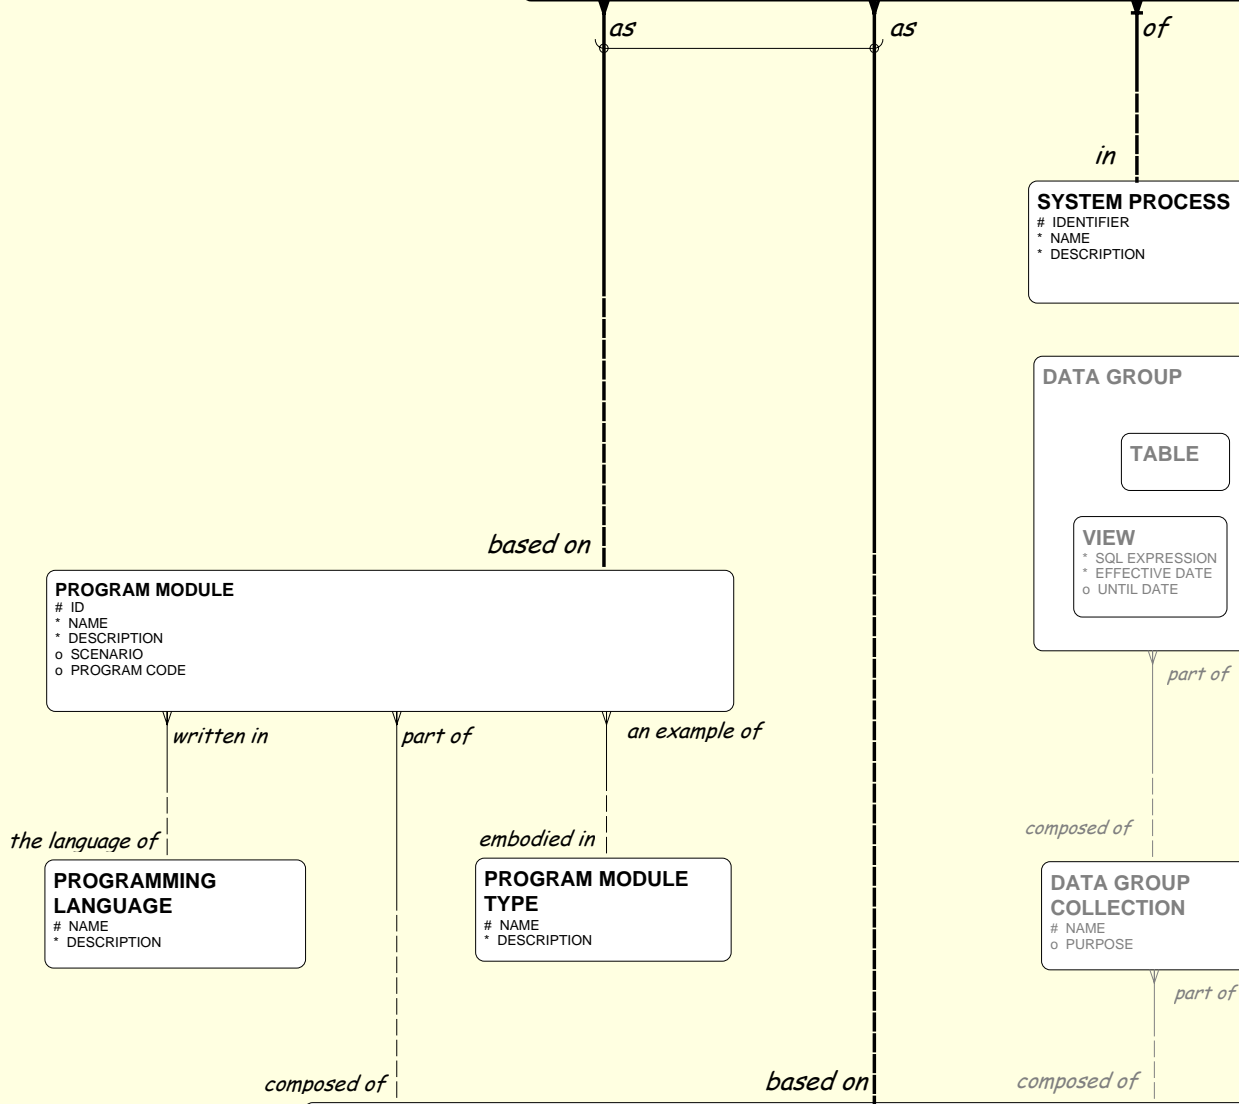 as
as
of
in
SYSTEM PROCESS
# IDENTIFIER
* NAME
* DESCRIPTION
DATA GROUP
TABLE
VIEW
* SQL EXPRESSION
* EFFECTIVE DATE
o UNTIL DATE
based on
PROGRAM MODULE
# ID
* NAME
* DESCRIPTION
o SCENARIO
o PROGRAM CODE
part of
written in
part of
an example of
composed of
the language of
embodied in
PROGRAMMING
LANGUAGE
# NAME
* DESCRIPTION
PROGRAM MODULE
TYPE
# NAME
* DESCRIPTION
DATA GROUP
COLLECTION
# NAME
o PURPOSE
part of
composed of
based on
composed of